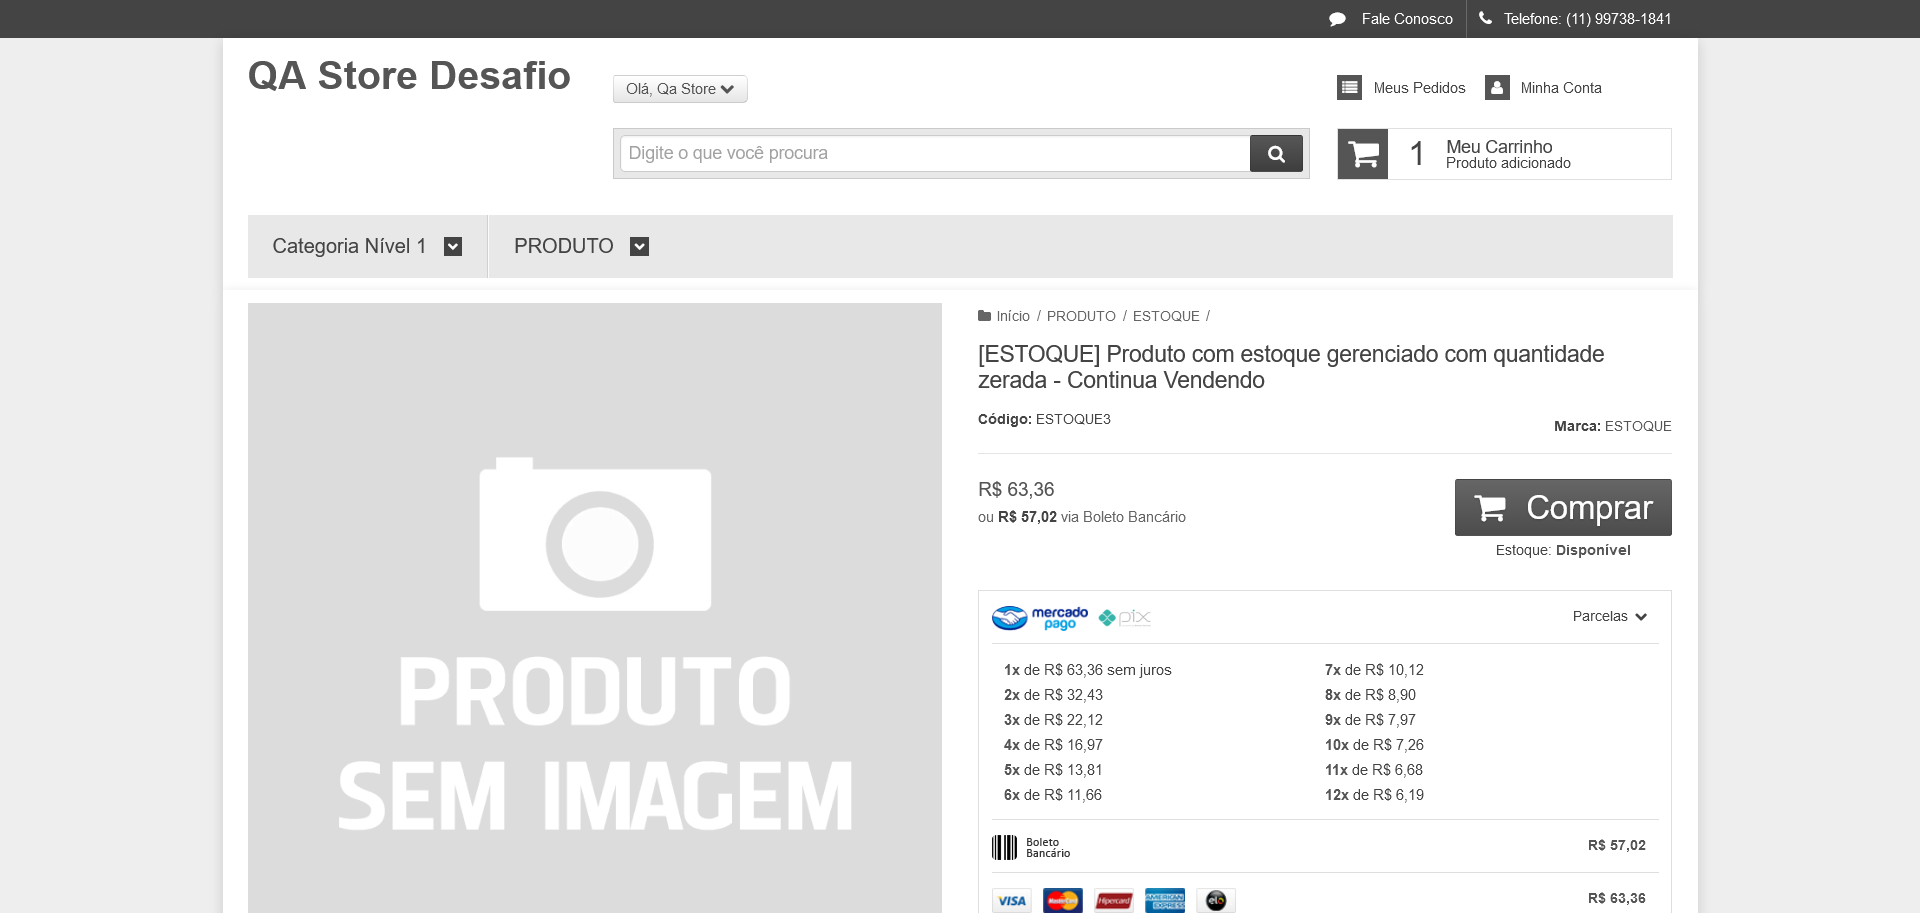 Fale Conosco
Telefone: (11) 99738-1841
QA Store Desafio
Olá, Qa Store
Meus Pedidos
Minha Conta
Digite o que você procura
1
Meu Carrinho
Produto adicionado
Categoria Nível 1
PRODUTO
PRODUTO
SEM IMAGEM
Início / PRODUTO / ESTOQUE /
[ESTOQUE] Produto com estoque gerenciado com quantidade
zerada - Continua Vendendo
Código: ESTOQUE3
Marca: ESTOQUE
R$ 63,36
ou R$ 57,02 via Boleto Bancário
Comprar
Estoque: Disponível
mercado
pago
pix
Parcelas
1x de R$ 63,36 sem juros
2x de R$ 32,43
3x de R$ 22,12
4x de R$ 16,97
5x de R$ 13,81
6x de R$ 11,66
7x de R$ 10,12
8x de R$ 8,90
9x de R$ 7,97
10x de R$ 7,26
11x de R$ 6,68
12x de R$ 6,19
Boleto
Bancário
R$ 57,02
VISA
MasterCard
Hipercard
AMERICAN
EXPRESS
elo
R$ 63,36